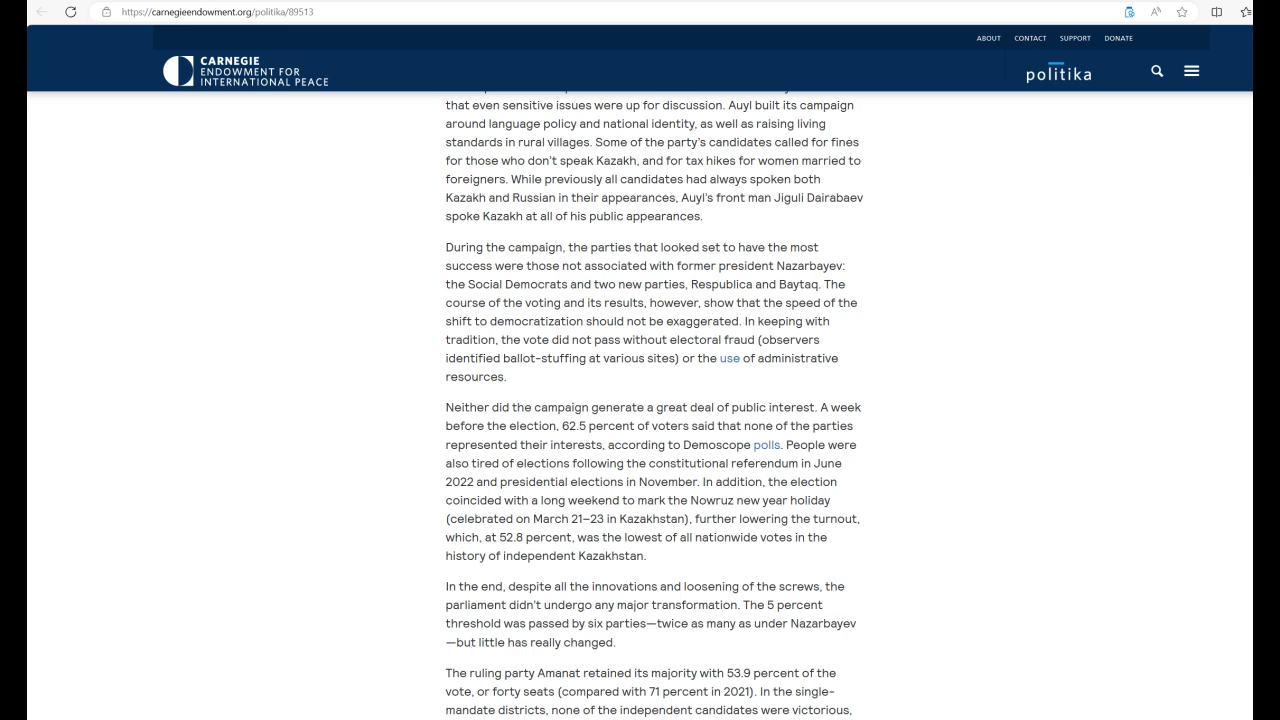 https://carnegieendowment.org/politika/89513
ABOUT CONTACT SUPPORT DONATE
CARNEGIE
ENDOWMENT FOR
INTERNATIONAL PEACE
politika
that even sensitive issues were up for discussion. Auyl built its campaign
around language policy and national identity, as well as raising living
standards in rural villages. Some of the party's candidates called for fines
for those who don't speak Kazakh, and for tax hikes for women married to
foreigners. While previously all candidates had always spoken both
Kazakh and Russian in their appearances, Auyl's front man Jiguli Dairabaev
spoke Kazakh at all of his public appearances.
During the campaign, the parties that looked set to have the most
success were those not associated with former president Nazarbayev:
the Social Democrats and two new parties, Respublica and Baytaq. The
course of the voting and its results, however, show that the speed of the
shift to democratization should not be exaggerated. In keeping with
tradition, the vote did not pass without electoral fraud (observers
identified ballot-stuffing at various sites) or the use of administrative
resources.
Neither did the campaign generate a great deal of public interest. A week
before the election, 62.5 percent of voters said that none of the parties
represented their interests, according to Demoscope polls. People were
also tired of elections following the constitutional referendum in June
2022 and presidential elections in November. In addition, the election
coincided with a long weekend to mark the Nowruz new year holiday
(celebrated on March 21–23 in Kazakhstan), further lowering the turnout,
which, at 52.8 percent, was the lowest of all nationwide votes in the
history of independent Kazakhstan.
In the end, despite all the innovations and loosening of the screws, the
parliament didn't undergo any major transformation. The 5 percent
threshold was passed by six parties—twice as many as under Nazarbayev
—but little has really changed.
The ruling party Amanat retained its majority with 53.9 percent of the
vote, or forty seats (compared with 71 percent in 2021). In the single-
mandate districts, none of the independent candidates were victorious,